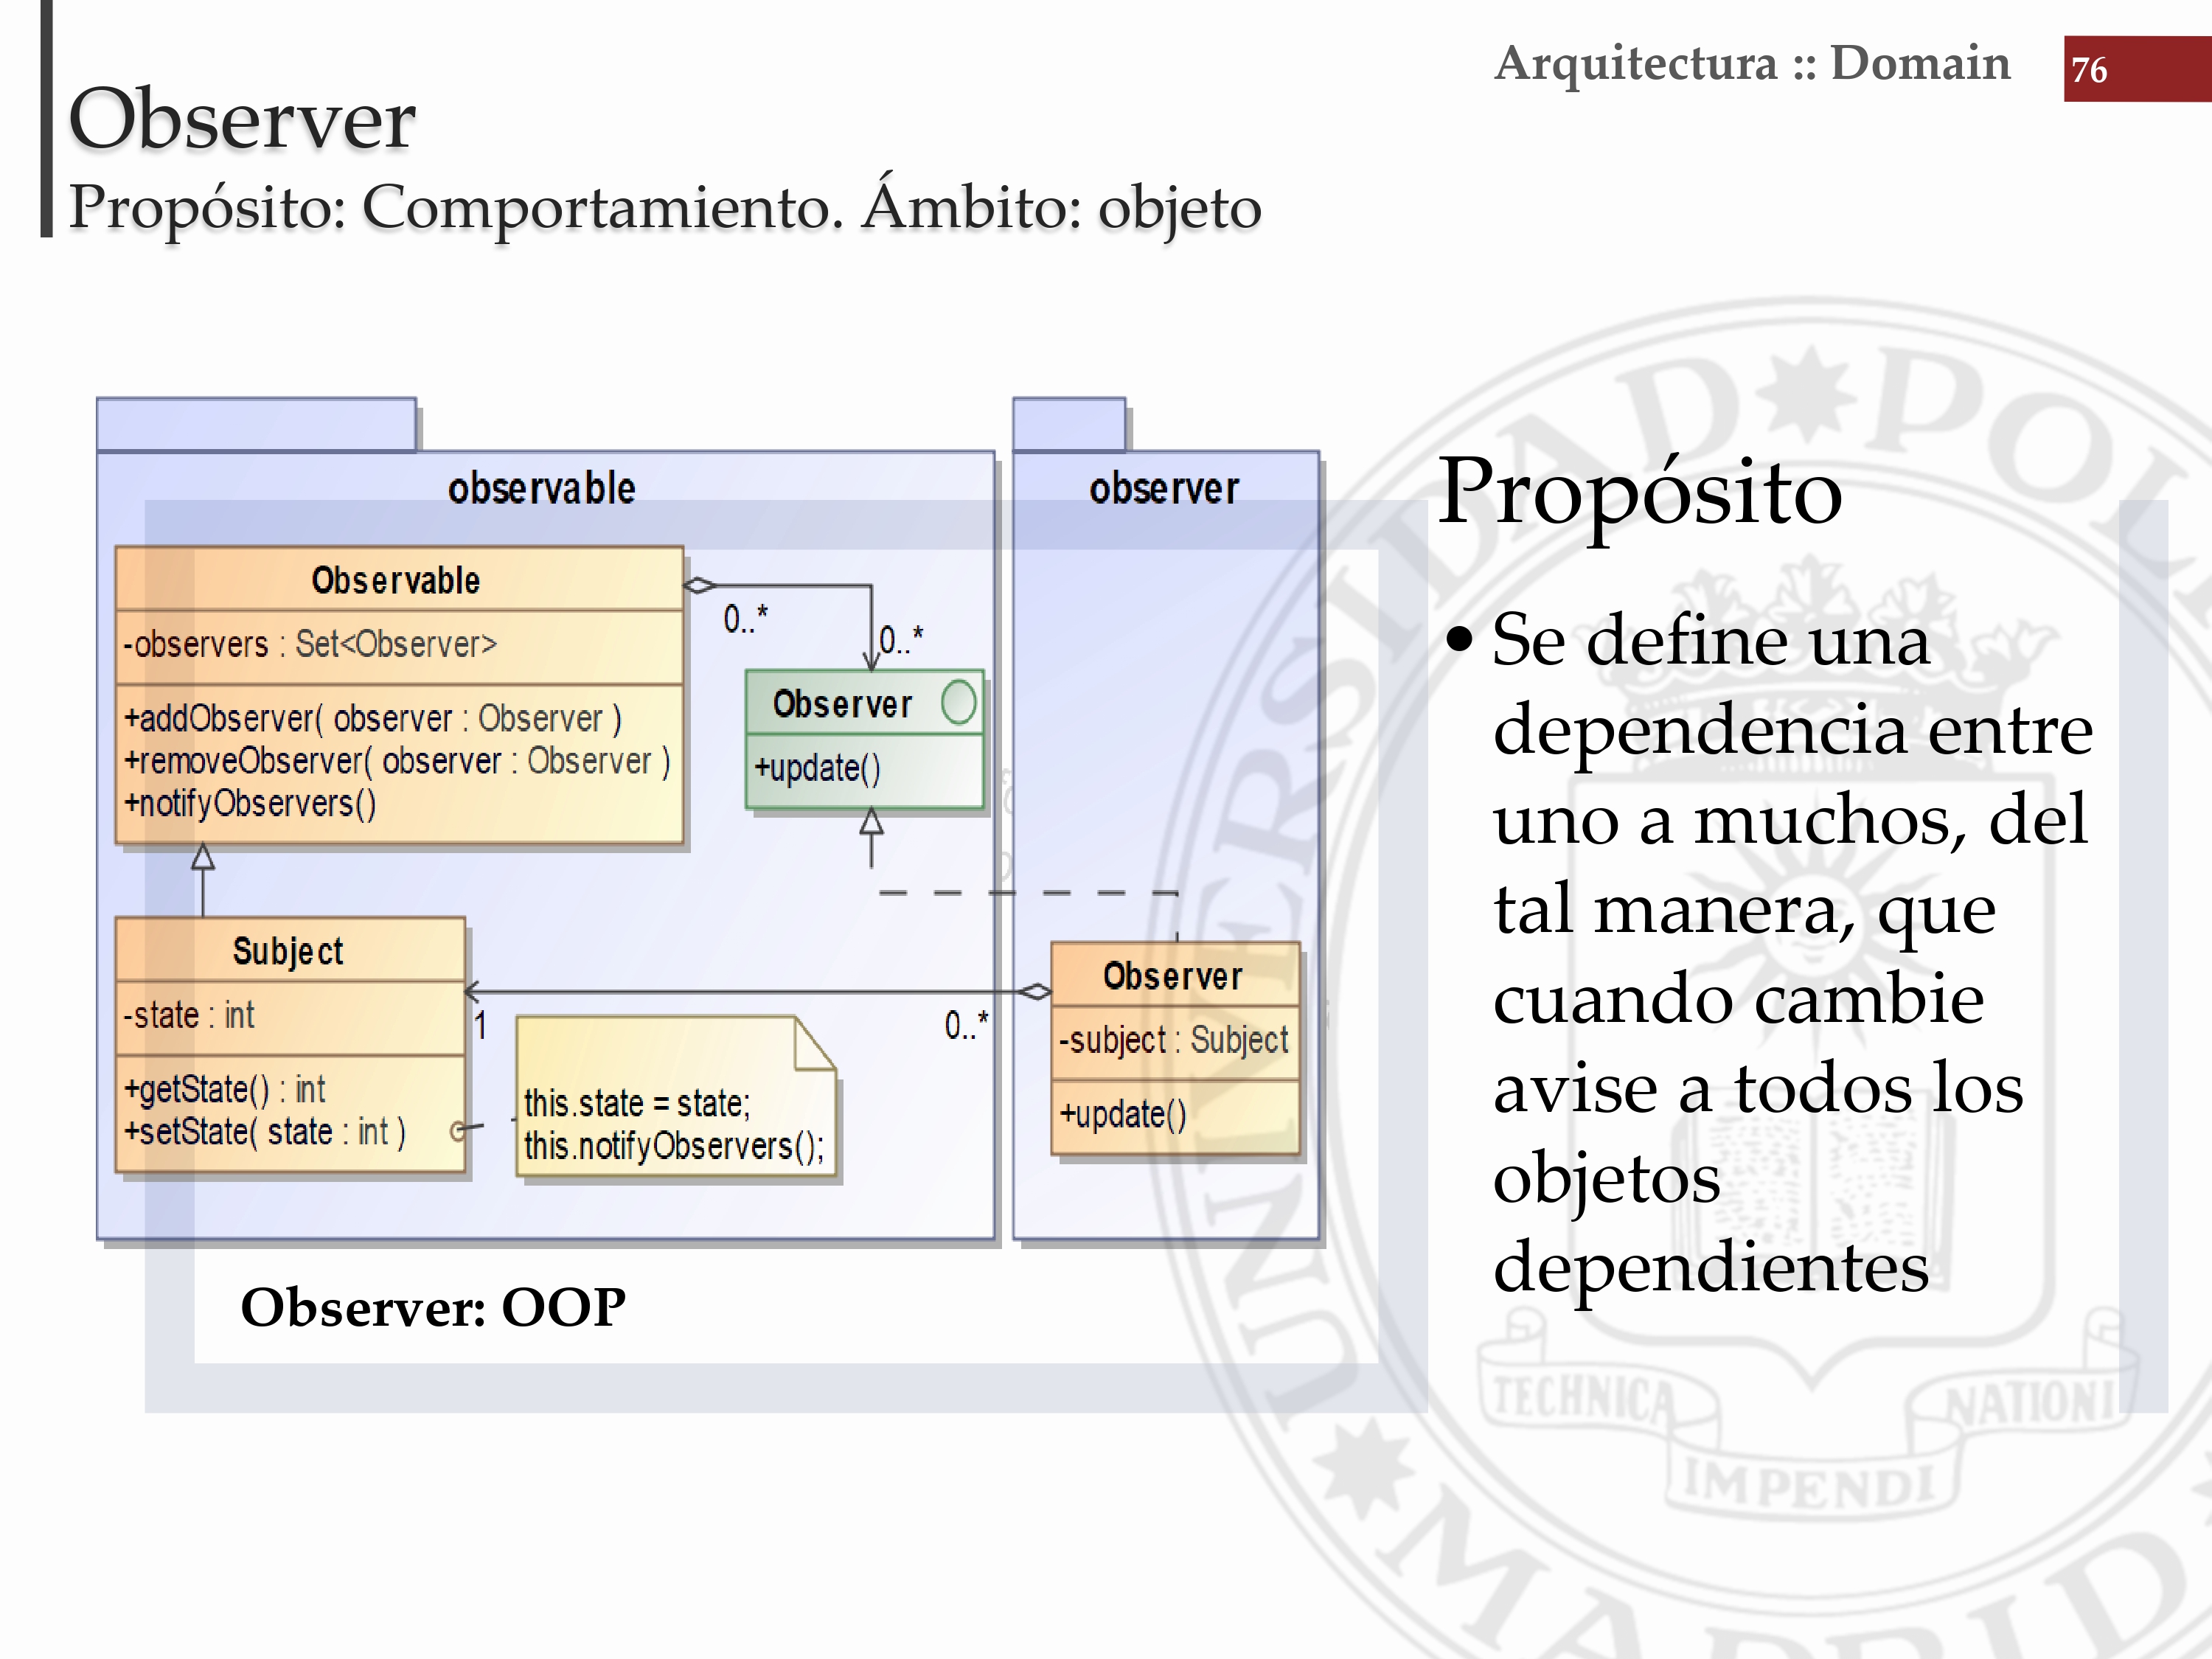 Arquitectura :: Domain
76
Observer
Propósito: Comportamiento. Ámbito: objeto
observable
Observable
-observers : Set<Observer>
+addObserver( observer : Observer )
+removeObserver( observer : Observer )
+notifyObservers()
0..*
0..*
Observer
+update()
Subject
-state : int
+getState() : int
+setState( state : int )
1
0..*
this.state = state;
this.notifyObservers();
observer
Observer
-subject : Subject
+update()
Observer: OOP
Propósito
• Se define una
dependencia entre
uno a muchos, del
tal manera, que
cuando cambie
avise a todos los
objetos
dependientes
TECHNICA
IMPENDI
NATIONI